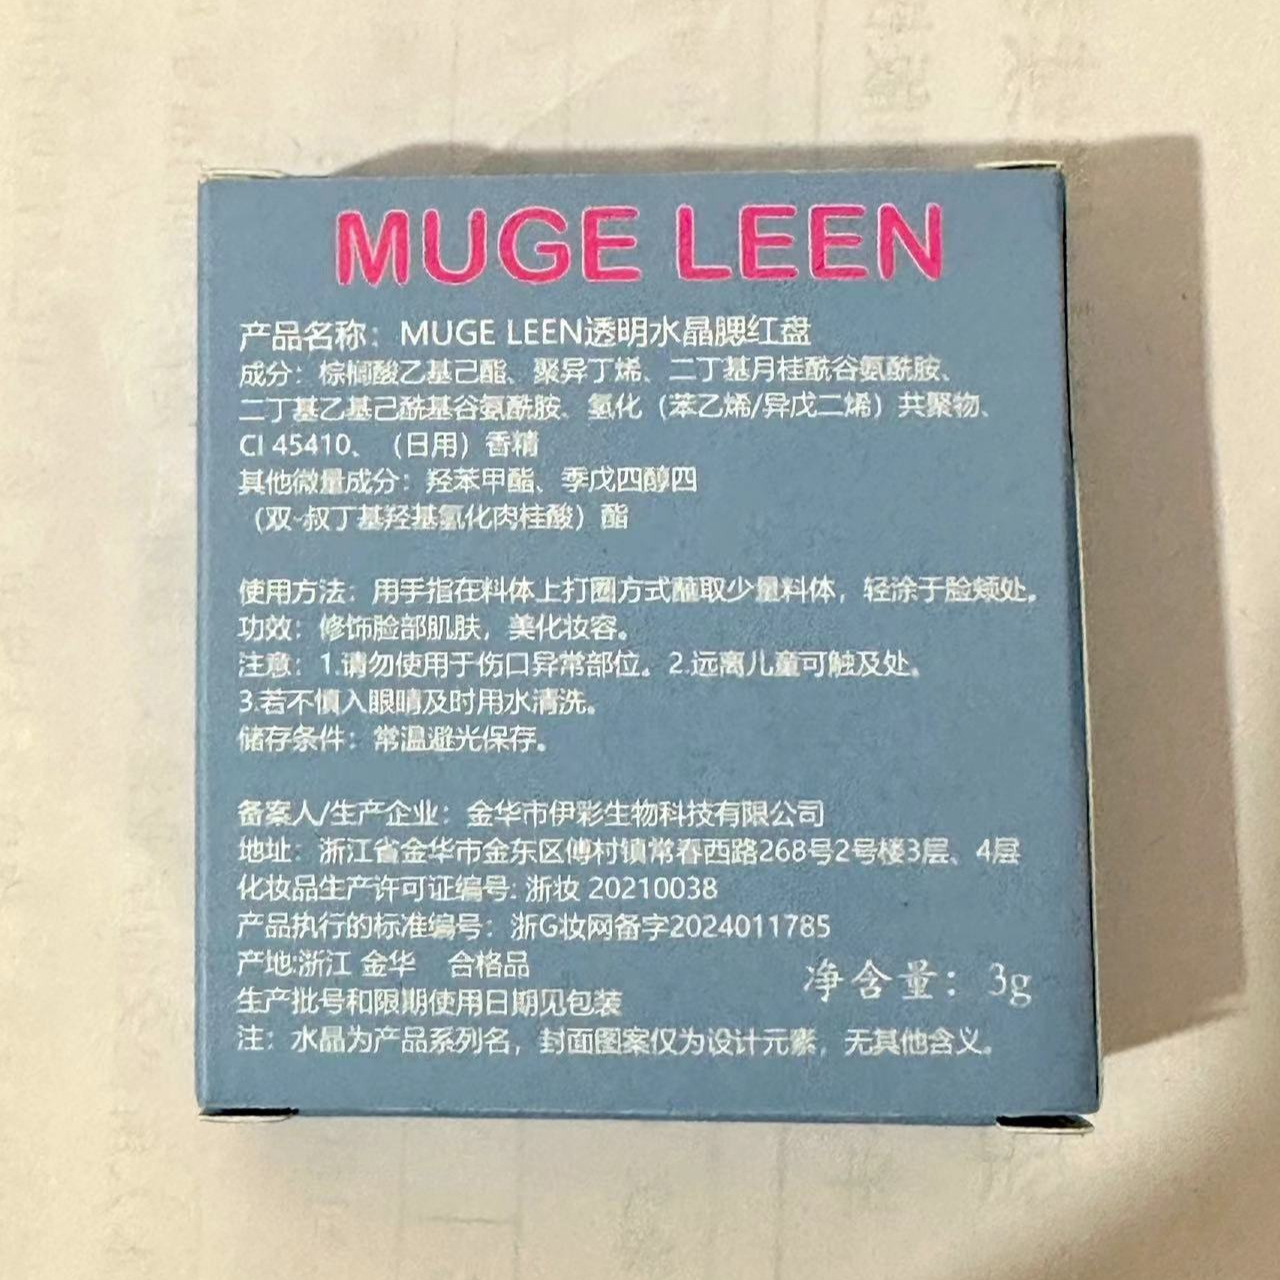 MUGE LEEN
产品名称：MUGE LEEN透明水晶腮红盘
成分：棕榈酸乙基己酯、聚异丁烯、二丁基月桂酰谷氨酰胺、
二丁基乙基己酰基谷氨酰胺、氢化（苯乙烯/异戊二烯）共聚物、
CI 45410、（日用）香精
其他微量成分：羟苯甲酯、季戊四醇四
（双-叔丁基羟基氢化肉桂酸）酯
使用方法：用手指在料体上打圈方式蘸取少量料体，轻涂于脸颊处。
功效：修饰脸部肌肤，美化妆容。
注意：1.请勿使用于伤口异常部位。2.远离儿童可触及处。
3.若不慎入眼睛及时用水清洗。
储存条件：常温避光保存。
备案人/生产企业：金华市伊彩生物科技有限公司
地址：浙江省金华市金东区傅村镇常春西路268号2号楼3层、4层
化妆品生产许可证编号: 浙妆 20210038
产品执行的标准编号：浙G妆网备字2024011785
产地:浙江 金华 合格品
净含量：3g
生产批号和限期使用日期见包装
注：水晶为产品系列名，封面图案仅为设计元素，无其他含义。